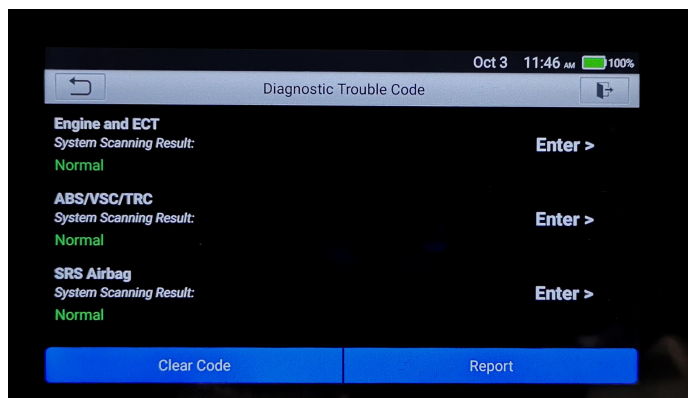 Oct 3 11:46 AM 100%
Diagnostic Trouble Code
Engine and ECT
System Scanning Result:
Enter >
Normal
ABS/VSC/TRC
System Scanning Result:
Enter >
Normal
SRS Airbag
System Scanning Result:
Enter >
Normal
Clear Code Report